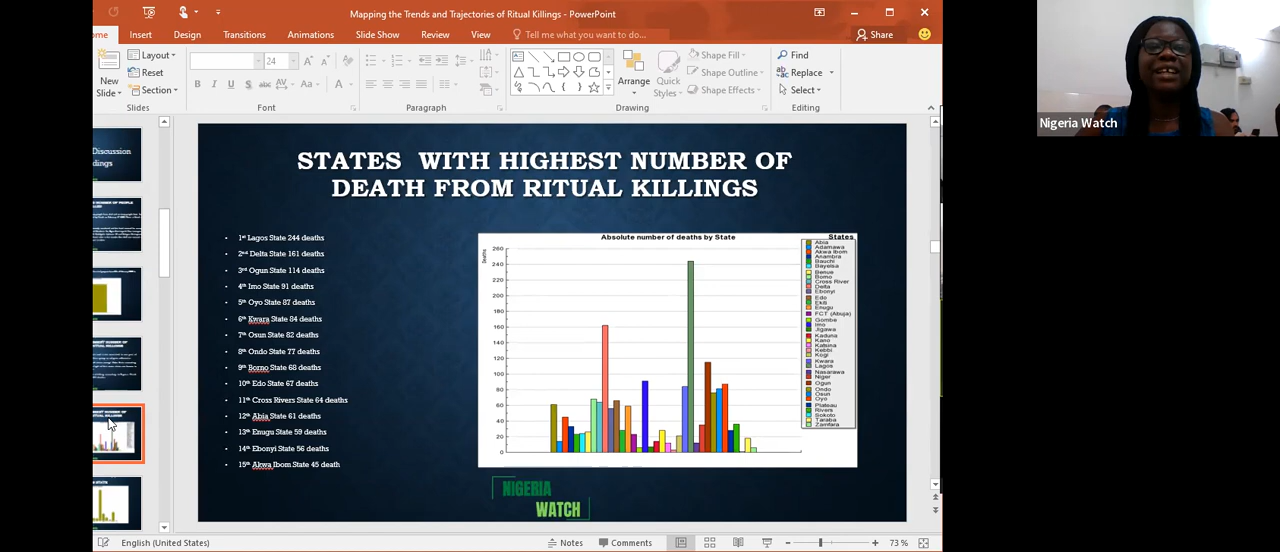 Mapping the Trends and Trajectories of Ritual Killings - PowerPoint
Insert Design Transitions Animations Slide Show Review View Tell me what you want to do... Share
New Slide
Layout
Reset
Section
Slides
24
B I U S abc AV Aa A
Font
Paragraph
Arrange
Quick Styles
Shape Fill
Shape Outline
Shape Effects
Drawing
Find
Replace
Select
Editing
Nigeria Watch
Discussion
STATES WITH HIGHEST NUMBER OF
DEATH FROM RITUAL KILLINGS
1st Lagos State 244 deaths
2nd Delta State 161 deaths
3rd Ogun State 114 deaths
4th Imo State 91 deaths
5th Oyo State 87 deaths
6th Kwara State 84 deaths
7th Osun State 82 deaths
8th Ondo State 77 deaths
9th Borno State 68 deaths
10th Edo State 67 deaths
11th Cross Rivers State 64 deaths
12th Abia State 61 deaths
13th Enugu State 59 deaths
14th Ebonyi State 56 deaths
15th Akwa Ibom State 45 death
Absolute number of deaths by State
Deaths
260
240
220
200
180
160
140
120
100
80
60
40
20
0
States
Abia
Adamawa
Akwa Ibom
Anambra
Bauchi
Bayelsa
Benue
Borno
Cross River
Delta
Ebonyi
Edo
Ekiti
Enugu
FCT (Abuja)
Gombe
Imo
Jigawa
Kaduna
Kano
Katsina
Kebbi
Kogi
Kwara
Lagos
Nasarawa
Niger
Ogun
Ondo
Osun
Oyo
Plateau
Rivers
Sokoto
Taraba
Zamfara
NIGERIA
WATCH
English (United States)
Notes Comments 73 %